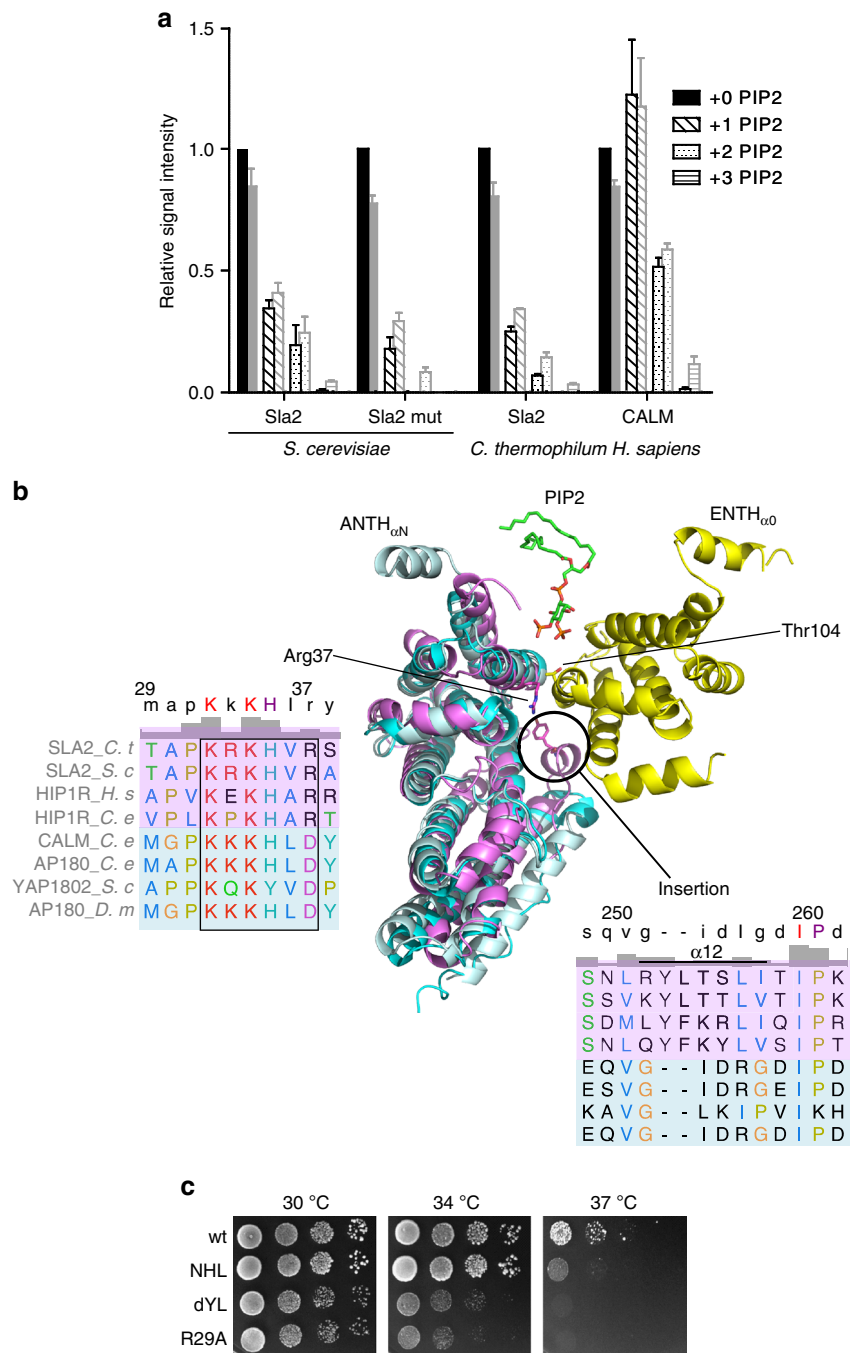 a
1.5
1.0
0.5
0.0
Relative signal intensity
+0 PIP2
+1 PIP2
+2 PIP2
+3 PIP2
Sla2 Sla2 mut Sla2 CALM
S. cerevisiae C. thermophilum H. sapiens
b
PIP2
ANTHαN
ENTHα0
Arg37
Thr104
Insertion
29 37
m a p K k K H l r y
SLA2_C. t T A P K R K H V R S
SLA2_S. c T A P K R K H V R A
HIP1R_H. s A P V K E K H A R R
HIP1R_C. e V P L K P K H A R T
CALM_C. e M G P K K K H L D Y
AP180_C. e M A P K K K H L D Y
YAP1802_S. c A P P K Q K Y V D P
AP180_D. m M G P K K K H L D Y
250 260
s q v g - - i d l g d I P d
α12
S N L R Y L T S L I T I P K
S S V K Y L T T L V T I P K
S D M L Y F K R L I Q I P R
S N L Q Y F K Y L V S I P T
E Q V G - - I D R G D I P D
E S V G - - I D R G E I P D
K A V G - - L K I P V I K H
E Q V G - - I D R G D I P D
c
30 °C 34 °C 37 °C
wt
NHL
dYL
R29A